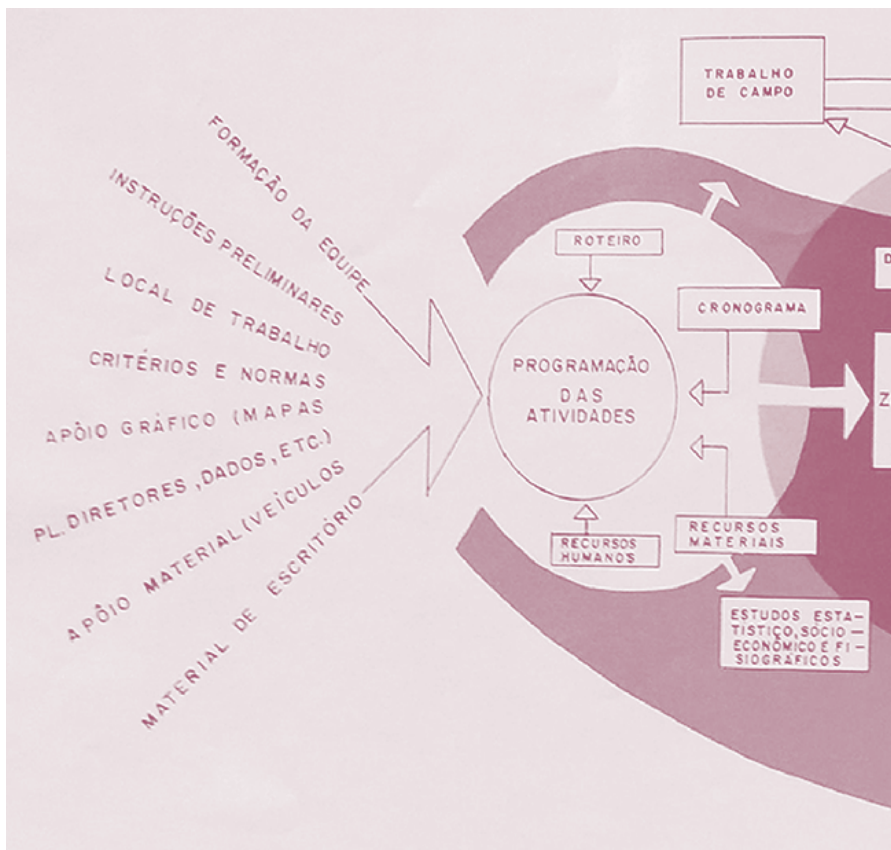 FORMAÇÃO DA EQUIPE
INSTRUÇÕES PRELIMINARES
LOCAL DE TRABALHO
CRITÉRIOS E NORMAS
APÔIO GRÁFICO (MAPAS
PL. DIRETORES, DADOS, ETC.)
APÔIO MATERIAL (VEÍCULOS
MATERIAL DE ESCRITÓRIO
TRABALHO
DE CAMPO
ROTEIRO
CRONOGRAMA
PROGRAMAÇÃO
DAS
ATIVIDADES
RECURSOS
HUMANOS
RECURSOS
MATERIAIS
ESTUDOS ESTA-
TISTIÇO, SÓCIO-
ECONÔMICO E FI-
SIOGRÁFICOS
D
Z